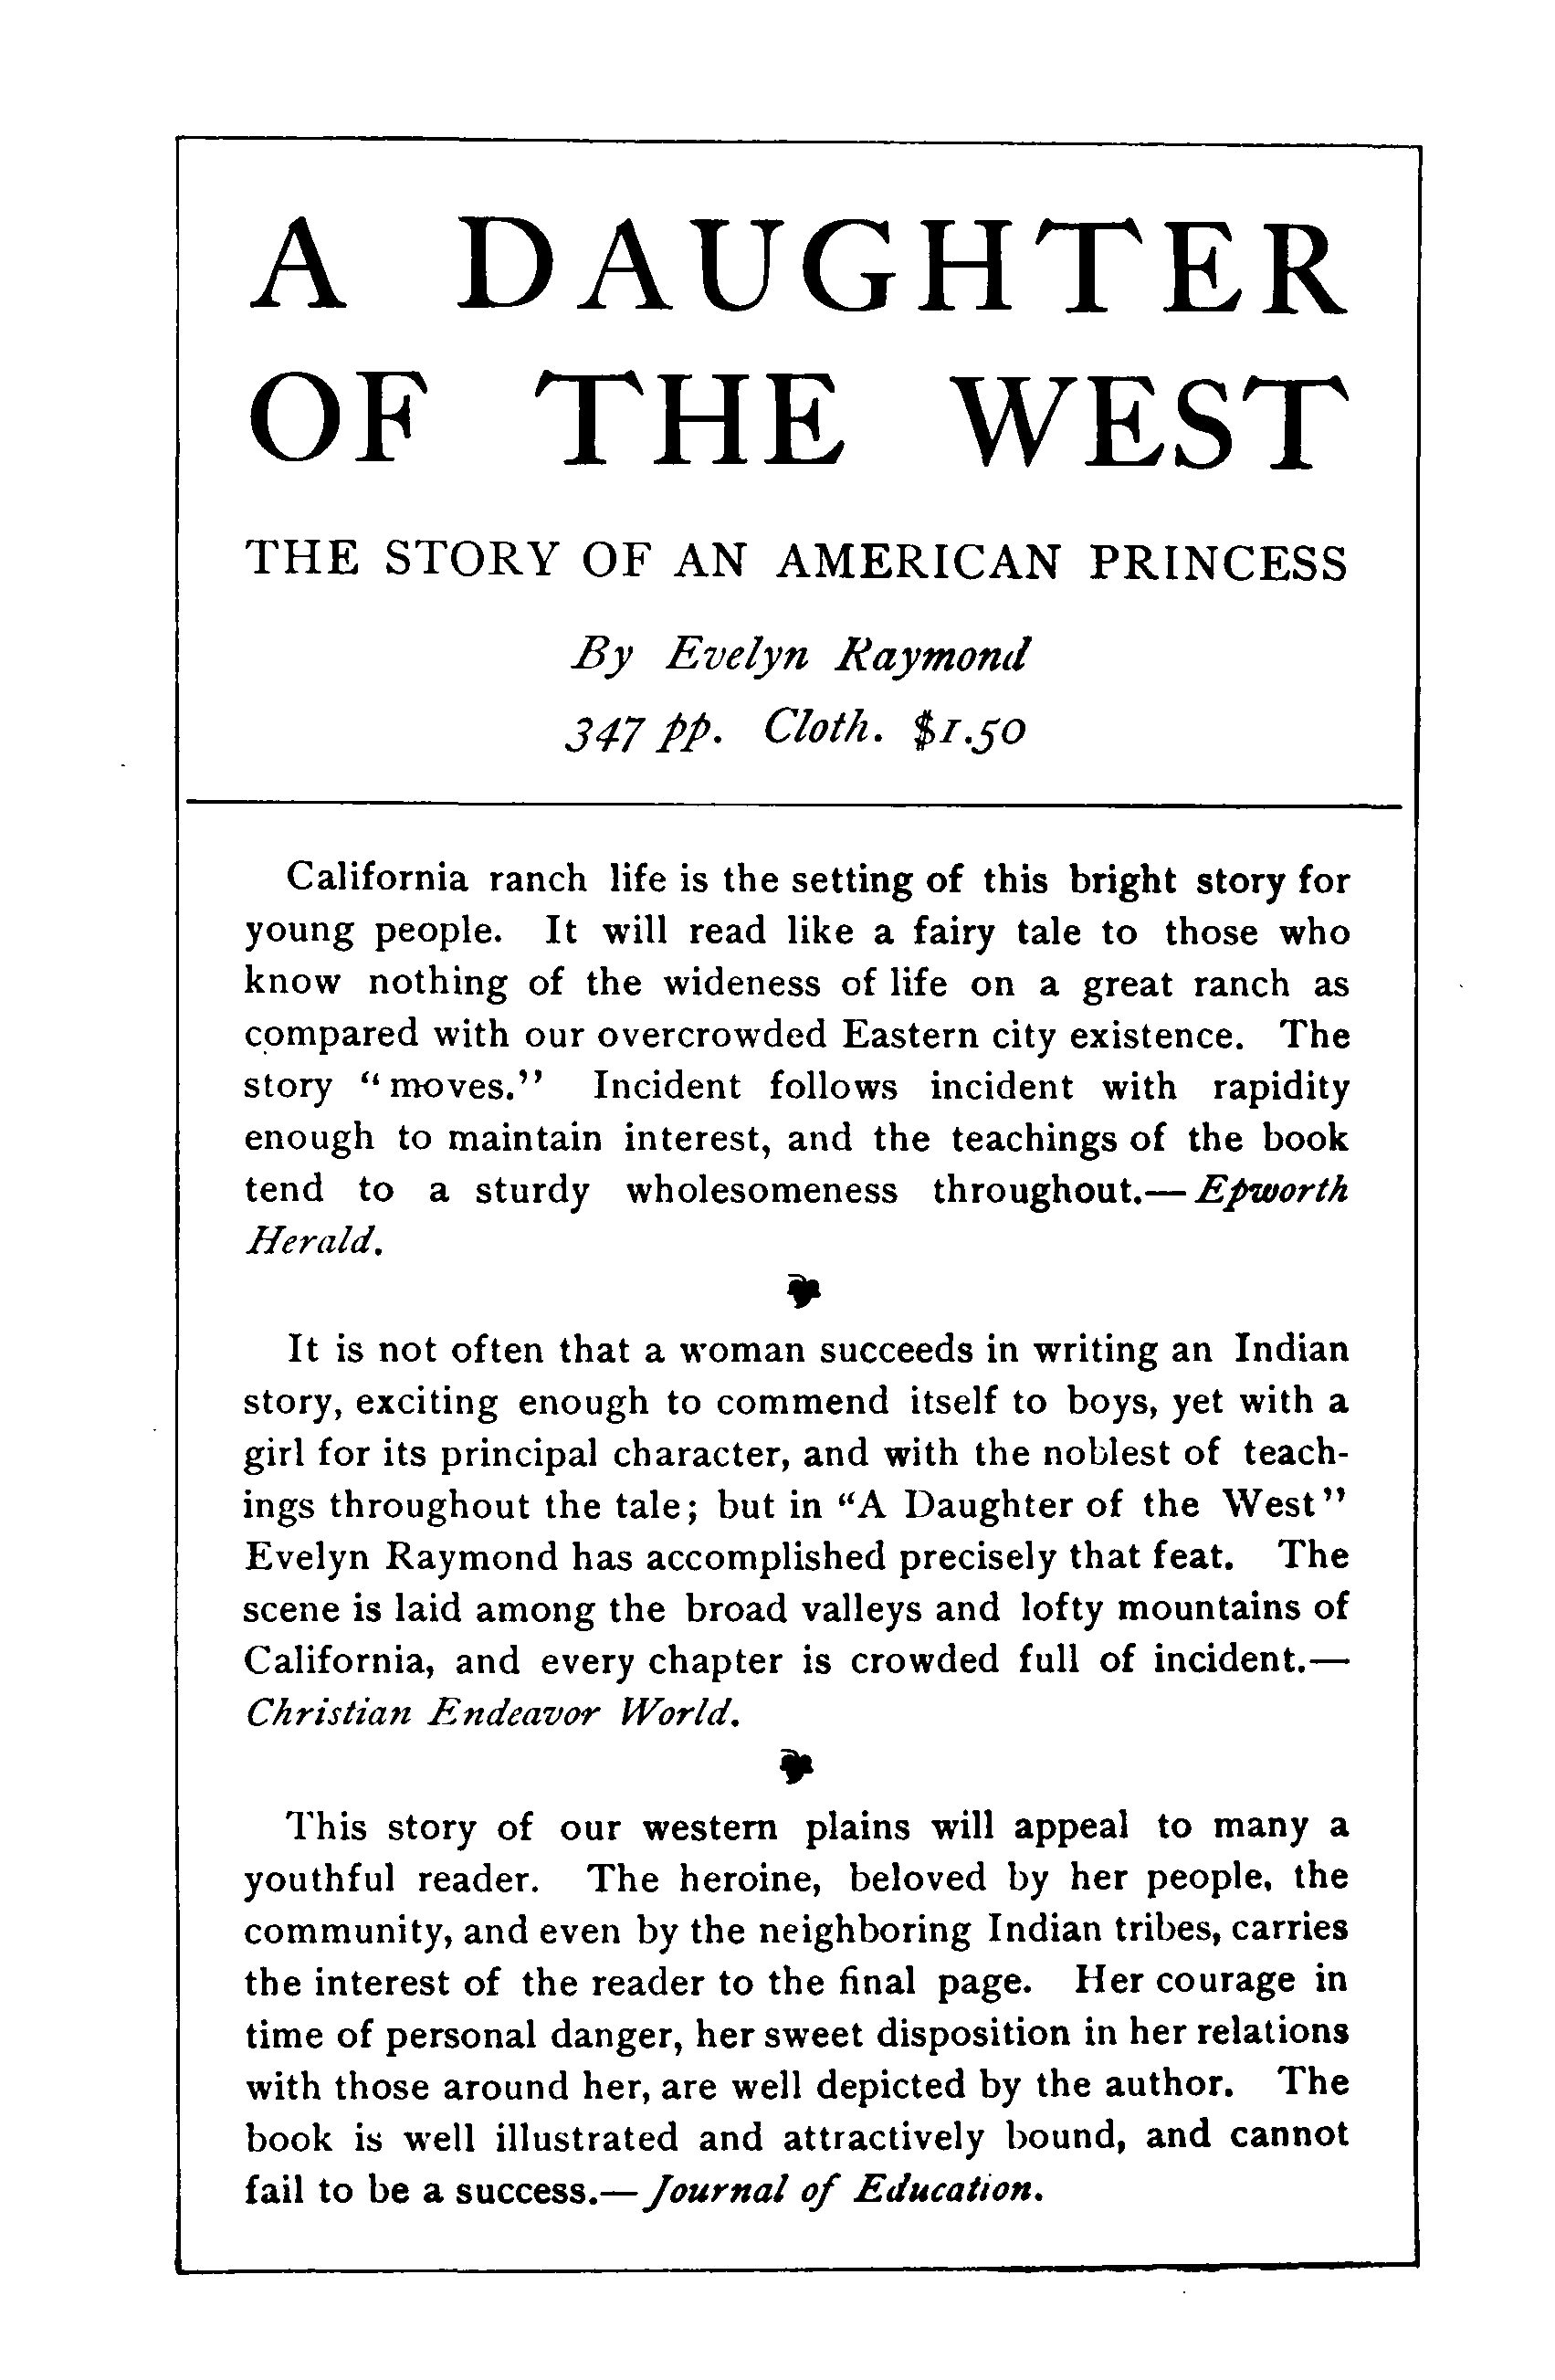 A DAUGHTER
OF THE WEST
THE STORY OF AN AMERICAN PRINCESS
By Evelyn Raymond
347 pp. Cloth. $1.50
California ranch life is the setting of this bright story for
young people. It will read like a fairy tale to those who
know nothing of the wideness of life on a great ranch as
compared with our overcrowded Eastern city existence. The
story "moves." Incident follows incident with rapidity
enough to maintain interest, and the teachings of the book
tend to a sturdy wholesomeness throughout.—Epworth
Herald.
It is not often that a woman succeeds in writing an Indian
story, exciting enough to commend itself to boys, yet with a
girl for its principal character, and with the noblest of teach-
ings throughout the tale; but in "A Daughter of the West"
Evelyn Raymond has accomplished precisely that feat. The
scene is laid among the broad valleys and lofty mountains of
California, and every chapter is crowded full of incident.—
Christian Endeavor World.
This story of our western plains will appeal to many a
youthful reader. The heroine, beloved by her people, the
community, and even by the neighboring Indian tribes, carries
the interest of the reader to the final page. Her courage in
time of personal danger, her sweet disposition in her relations
with those around her, are well depicted by the author. The
book is well illustrated and attractively bound, and cannot
fail to be a success.—Journal of Education.